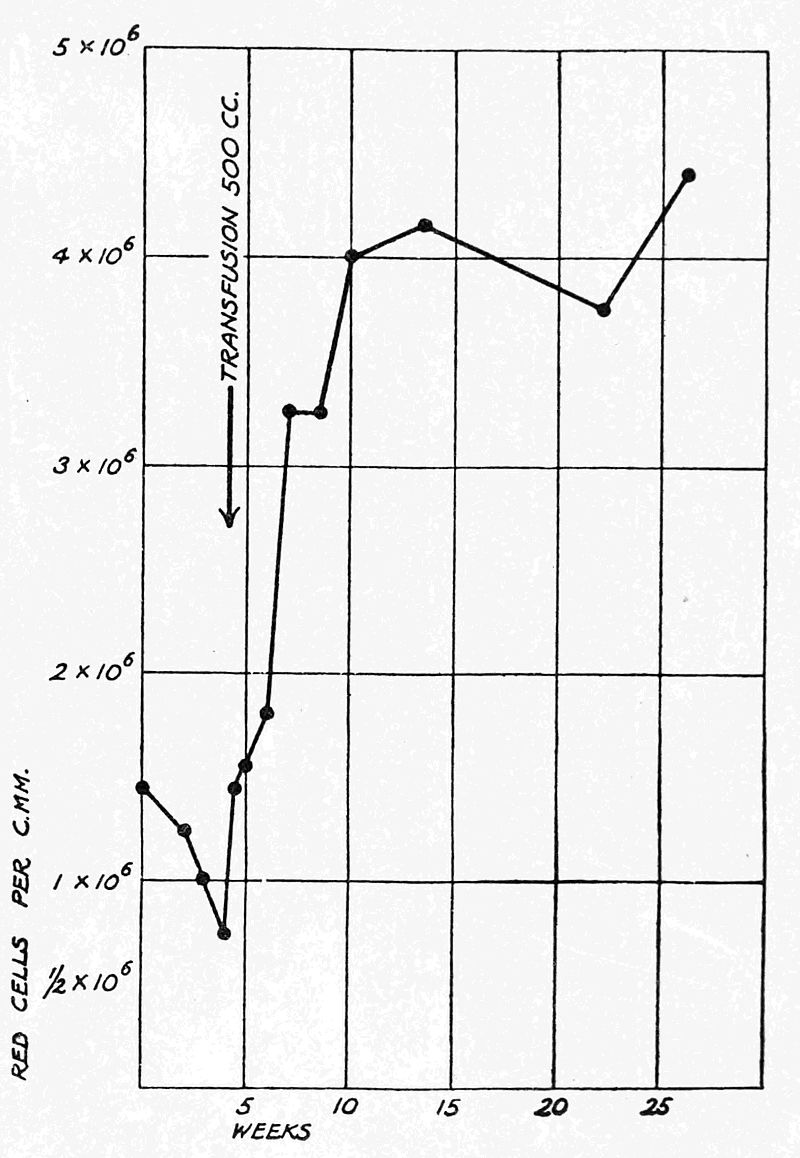 5 × 10⁶
TRANSFUSION 500 CC.
4 × 10⁶
3 × 10⁶
2 × 10⁶
1 × 10⁶
½ × 10⁶
RED CELLS PER C.MM.
5 10 15 20 25
WEEKS